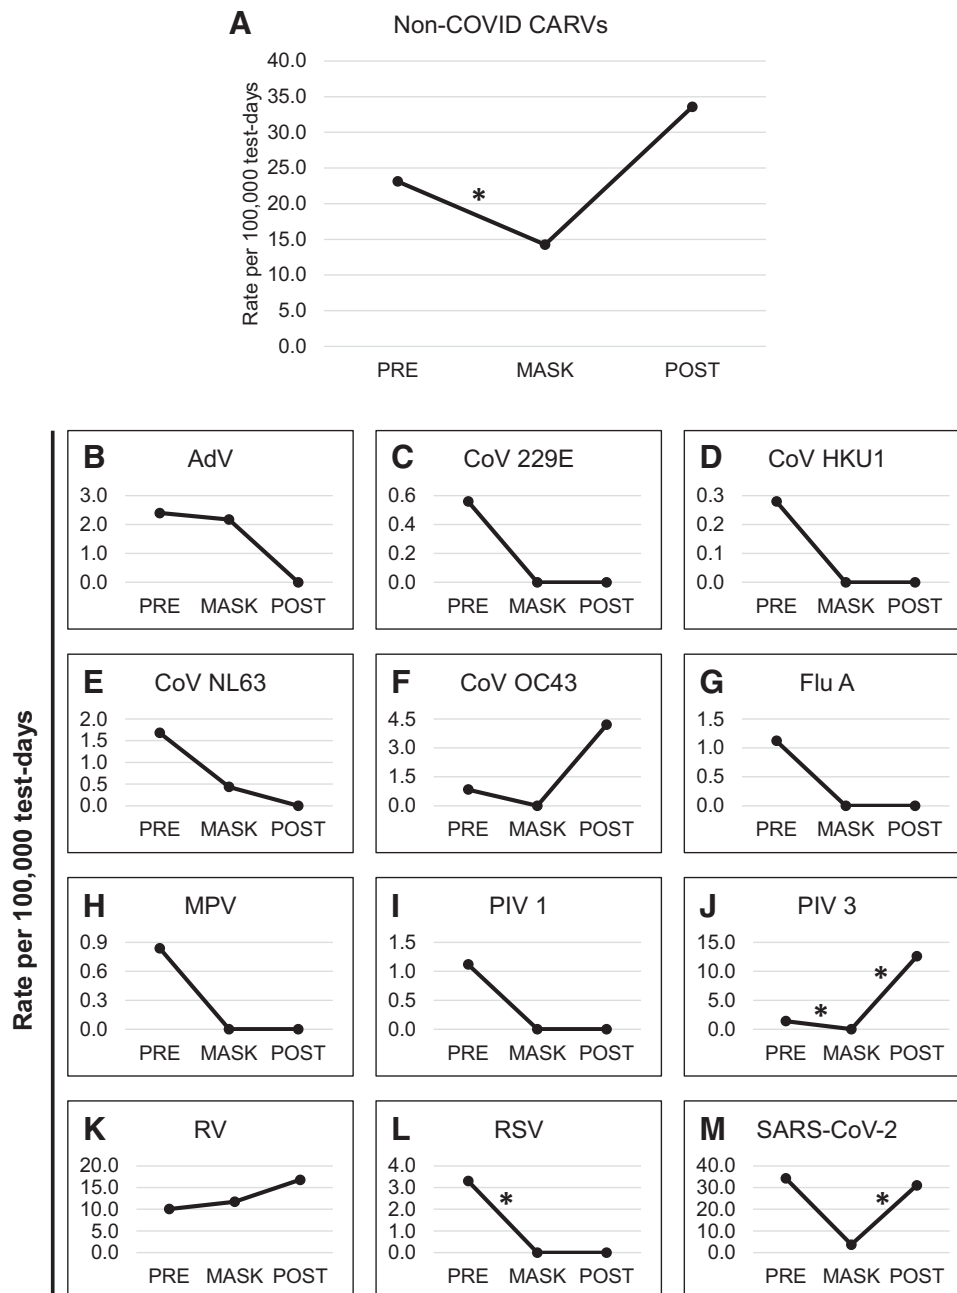 A Non-COVID CARVs
Rate per 100,000 test-days
40.0
35.0
30.0
25.0
20.0
15.0
10.0
5.0
0.0
*
PRE MASK POST
Rate per 100,000 test-days
B AdV
3.0
2.0
1.0
0.0
PRE MASK POST
C CoV 229E
0.6
0.4
0.2
0.0
PRE MASK POST
D CoV HKU1
0.3
0.2
0.1
0.0
PRE MASK POST
E CoV NL63
2.0
1.5
1.0
0.5
0.0
PRE MASK POST
F CoV OC43
4.5
3.0
1.5
0.0
PRE MASK POST
G Flu A
1.5
1.0
0.5
0.0
PRE MASK POST
H MPV
0.9
0.6
0.3
0.0
PRE MASK POST
I PIV 1
1.5
1.0
0.5
0.0
PRE MASK POST
J PIV 3
15.0
10.0
5.0
0.0
* *
PRE MASK POST
K RV
20.0
15.0
10.0
5.0
0.0
PRE MASK POST
L RSV
4.0
3.0
2.0
1.0
0.0
*
PRE MASK POST
M SARS-CoV-2
40.0
30.0
20.0
10.0
0.0
*
PRE MASK POST